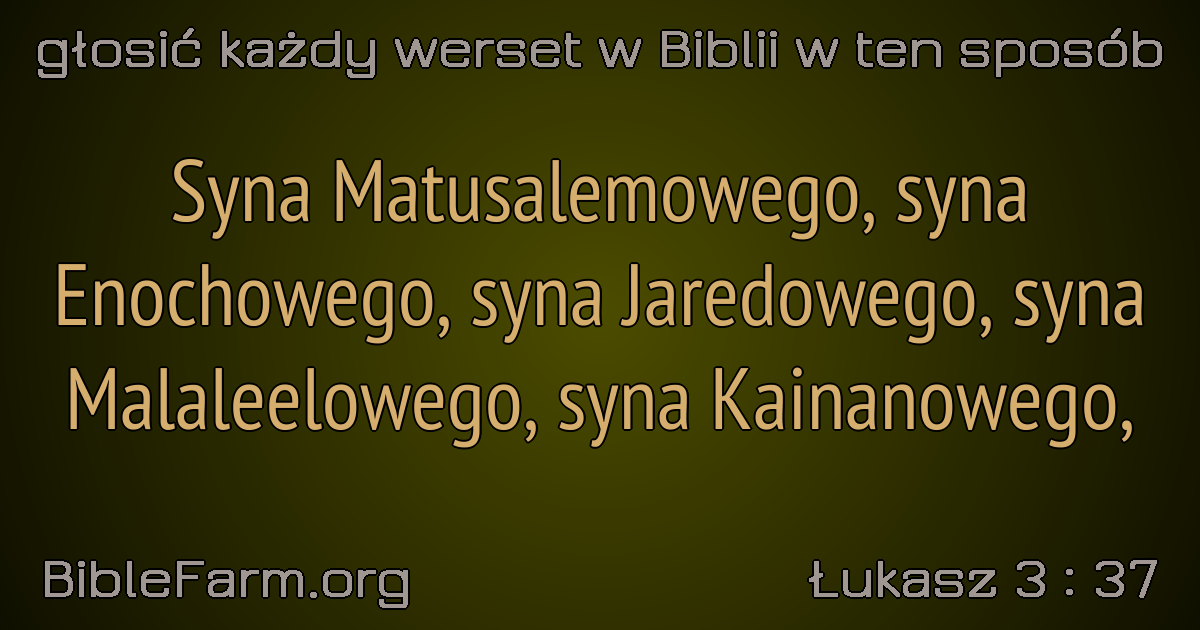 głosić każdy werset w Biblii w ten sposób
Syna Matusalemowego, syna
Enochowego, syna Jaredowego, syna
Malaleelowego, syna Kainanowego,
BibleFarm.org
Łukasz 3 : 37